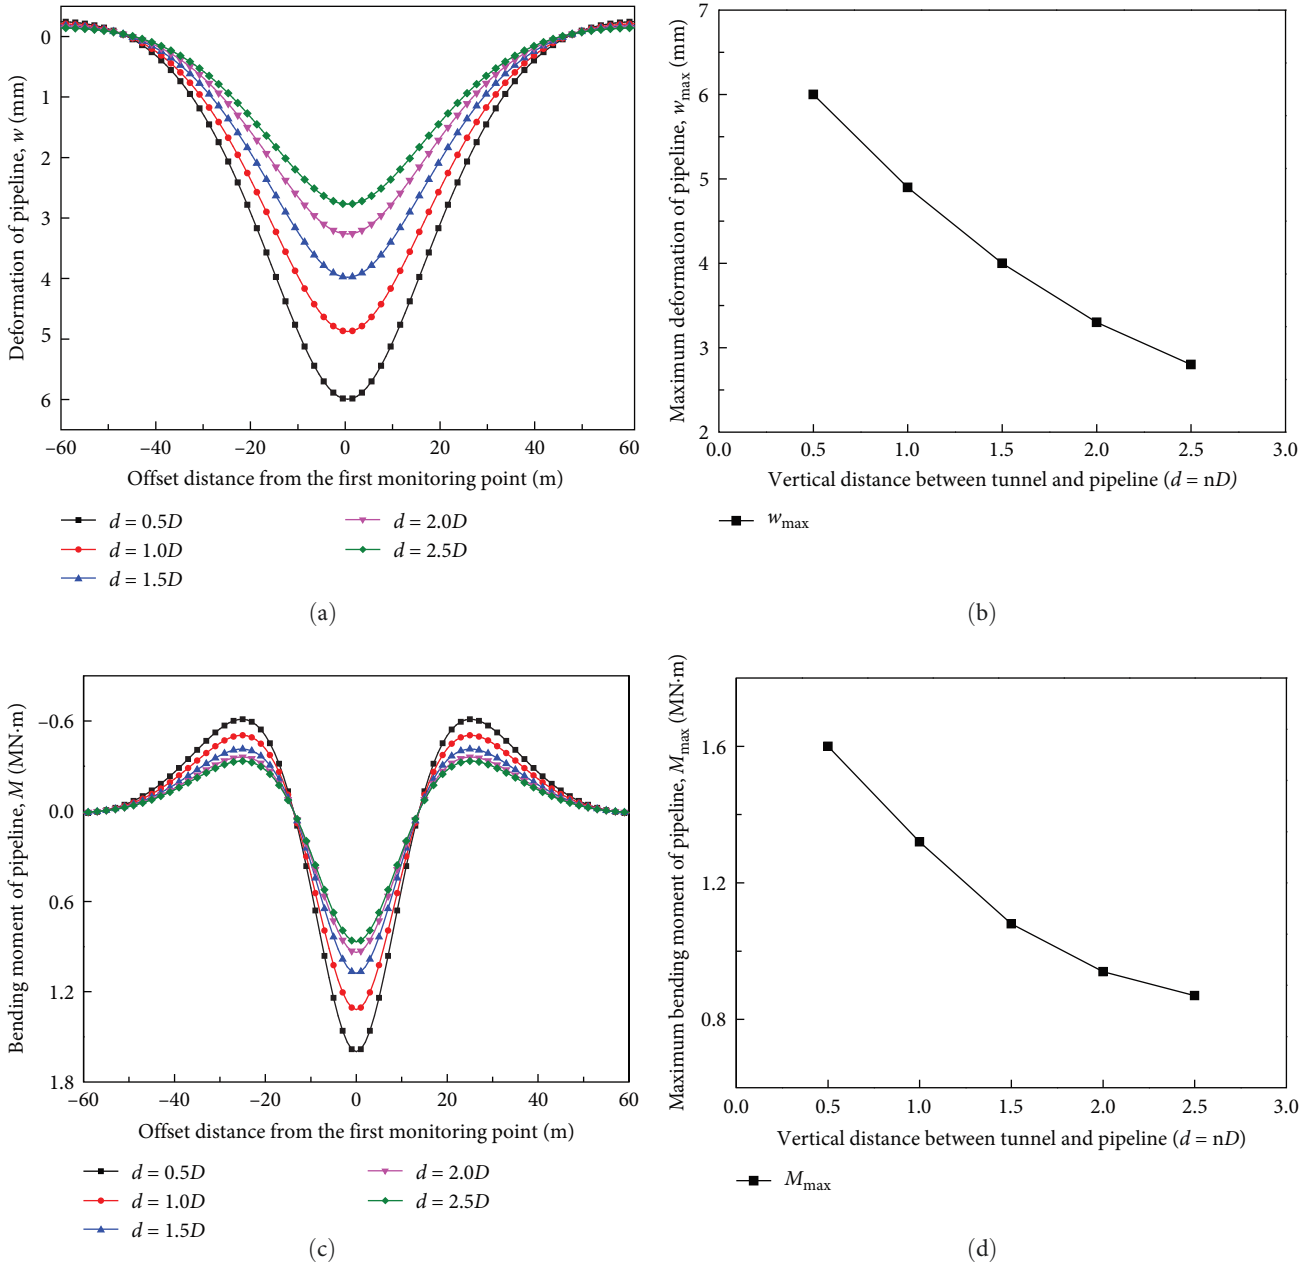 Deformation of pipeline, w (mm)
0
1
2
3
4
5
6
−60
−40
−20
0
20
40
60
Offset distance from the first monitoring point (m)
d = 0.5D
d = 1.0D
d = 1.5D
d = 2.0D
d = 2.5D
(a)
Maximum deformation of pipeline, wmax (mm)
7
6
5
4
3
2
0.0
0.5
1.0
1.5
2.0
2.5
3.0
Vertical distance between tunnel and pipeline (d = nD)
wmax
(b)
Bending moment of pipeline, M (MN·m)
−0.6
0.0
0.6
1.2
1.8
−60
−40
−20
0
20
40
60
Offset distance from the first monitoring point (m)
d = 0.5D
d = 1.0D
d = 1.5D
d = 2.0D
d = 2.5D
(c)
Maximum bending moment of pipeline, Mmax (MN·m)
1.6
1.2
0.8
0.0
0.5
1.0
1.5
2.0
2.5
3.0
Vertical distance between tunnel and pipeline (d = nD)
Mmax
(d)